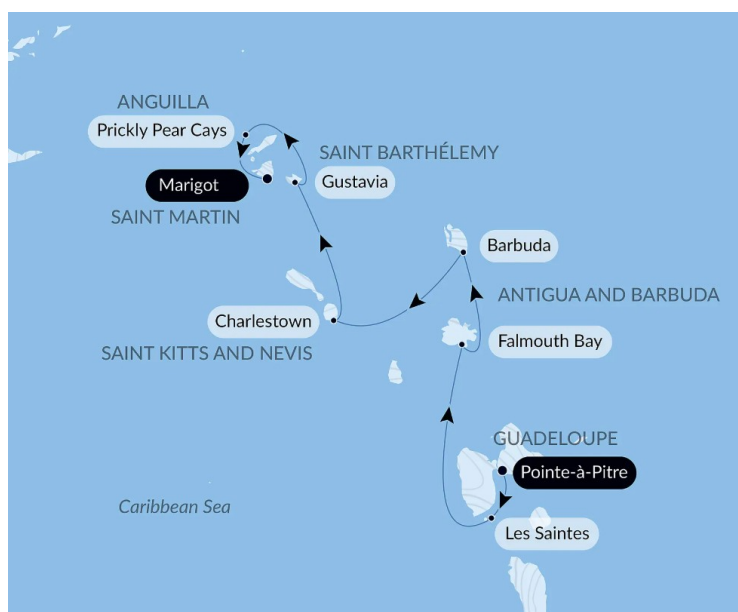 ANGUILLA
Prickly Pear Cays
SAINT BARTHÉLEMY
Marigot
Gustavia
SAINT MARTIN
Barbuda
ANTIGUA AND BARBUDA
Charlestown
Falmouth Bay
SAINT KITTS AND NEVIS
GUADELOUPE
Pointe-à-Pitre
Caribbean Sea
Les Saintes